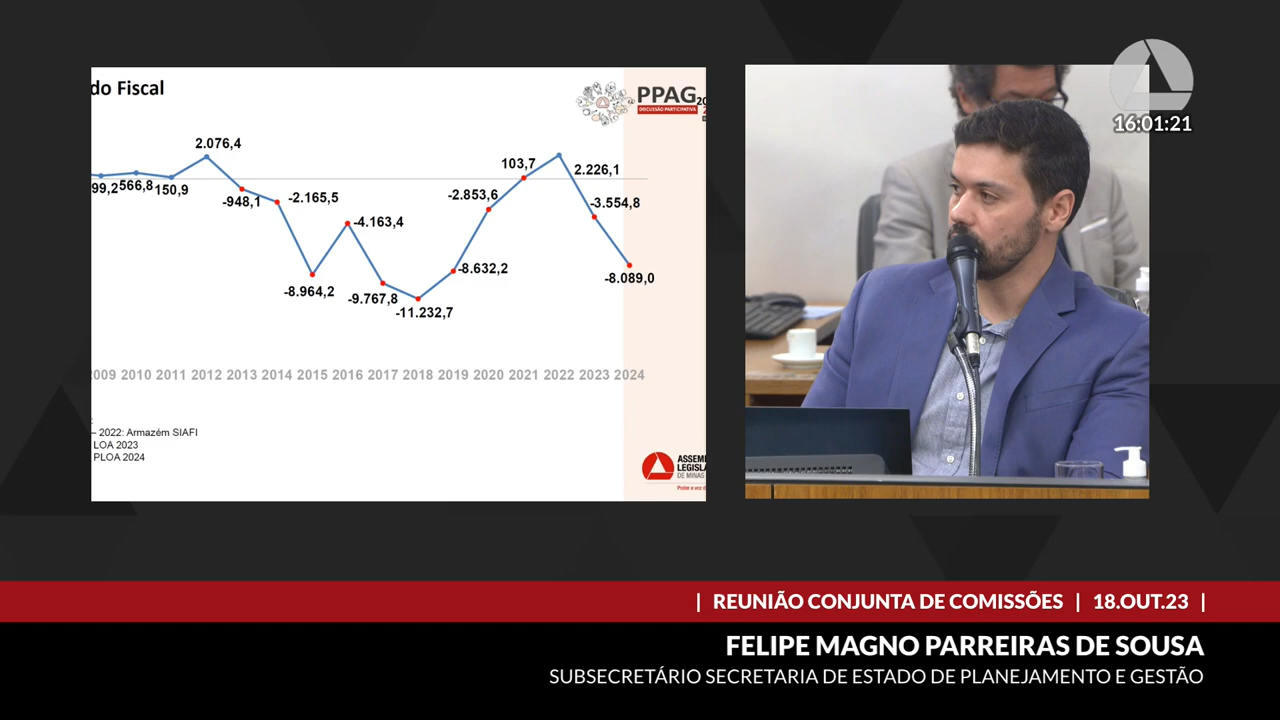 do Fiscal
PPAG
DISCUSSÃO PARTICIPATIVA
16:01:21
2.076,4
99,2 566,8 150,9
-948,1
-2.165,5
-8.964,2
-4.163,4
-9.767,8
-11.232,7
-8.632,2
-2.853,6
103,7
2.226,1
-3.554,8
-8.089,0
2009 2010 2011 2012 2013 2014 2015 2016 2017 2018 2019 2020 2021 2022 2023 2024
– 2022: Armazém SIAFI
LOA 2023
PLOA 2024
ASSEM
LEGISL
DE MINAS
| REUNIÃO CONJUNTA DE COMISSÕES | 18.OUT.23 |
FELIPE MAGNO PARREIRAS DE SOUSA
SUBSECRETÁRIO SECRETARIA DE ESTADO DE PLANEJAMENTO E GESTÃO